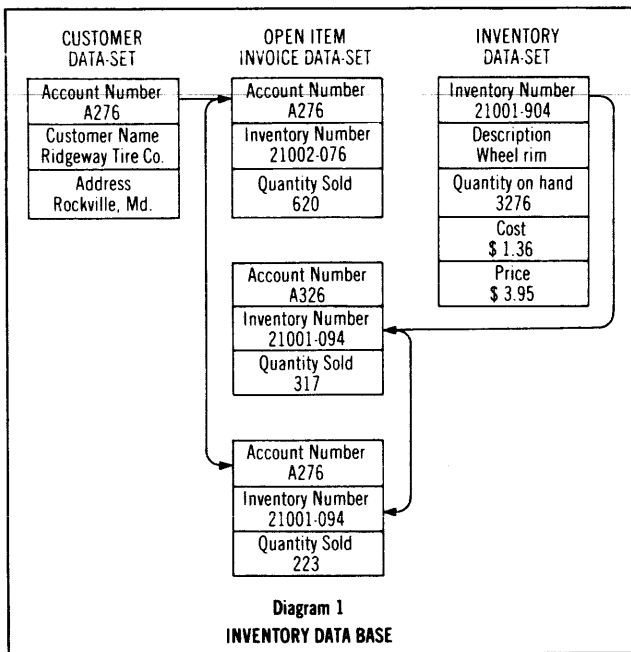 CUSTOMER
DATA-SET
Account Number
A276
Customer Name
Ridgeway Tire Co.
Address
Rockville, Md.
OPEN ITEM
INVOICE DATA-SET
Account Number
A276
Inventory Number
21002-076
Quantity Sold
620
Account Number
A326
Inventory Number
21001-094
Quantity Sold
317
Account Number
A276
Inventory Number
21001-094
Quantity Sold
223
INVENTORY
DATA-SET
Inventory Number
21001-904
Description
Wheel rim
Quantity on hand
3276
Cost
$ 1.36
Price
$ 3.95
Diagram 1
INVENTORY DATA BASE